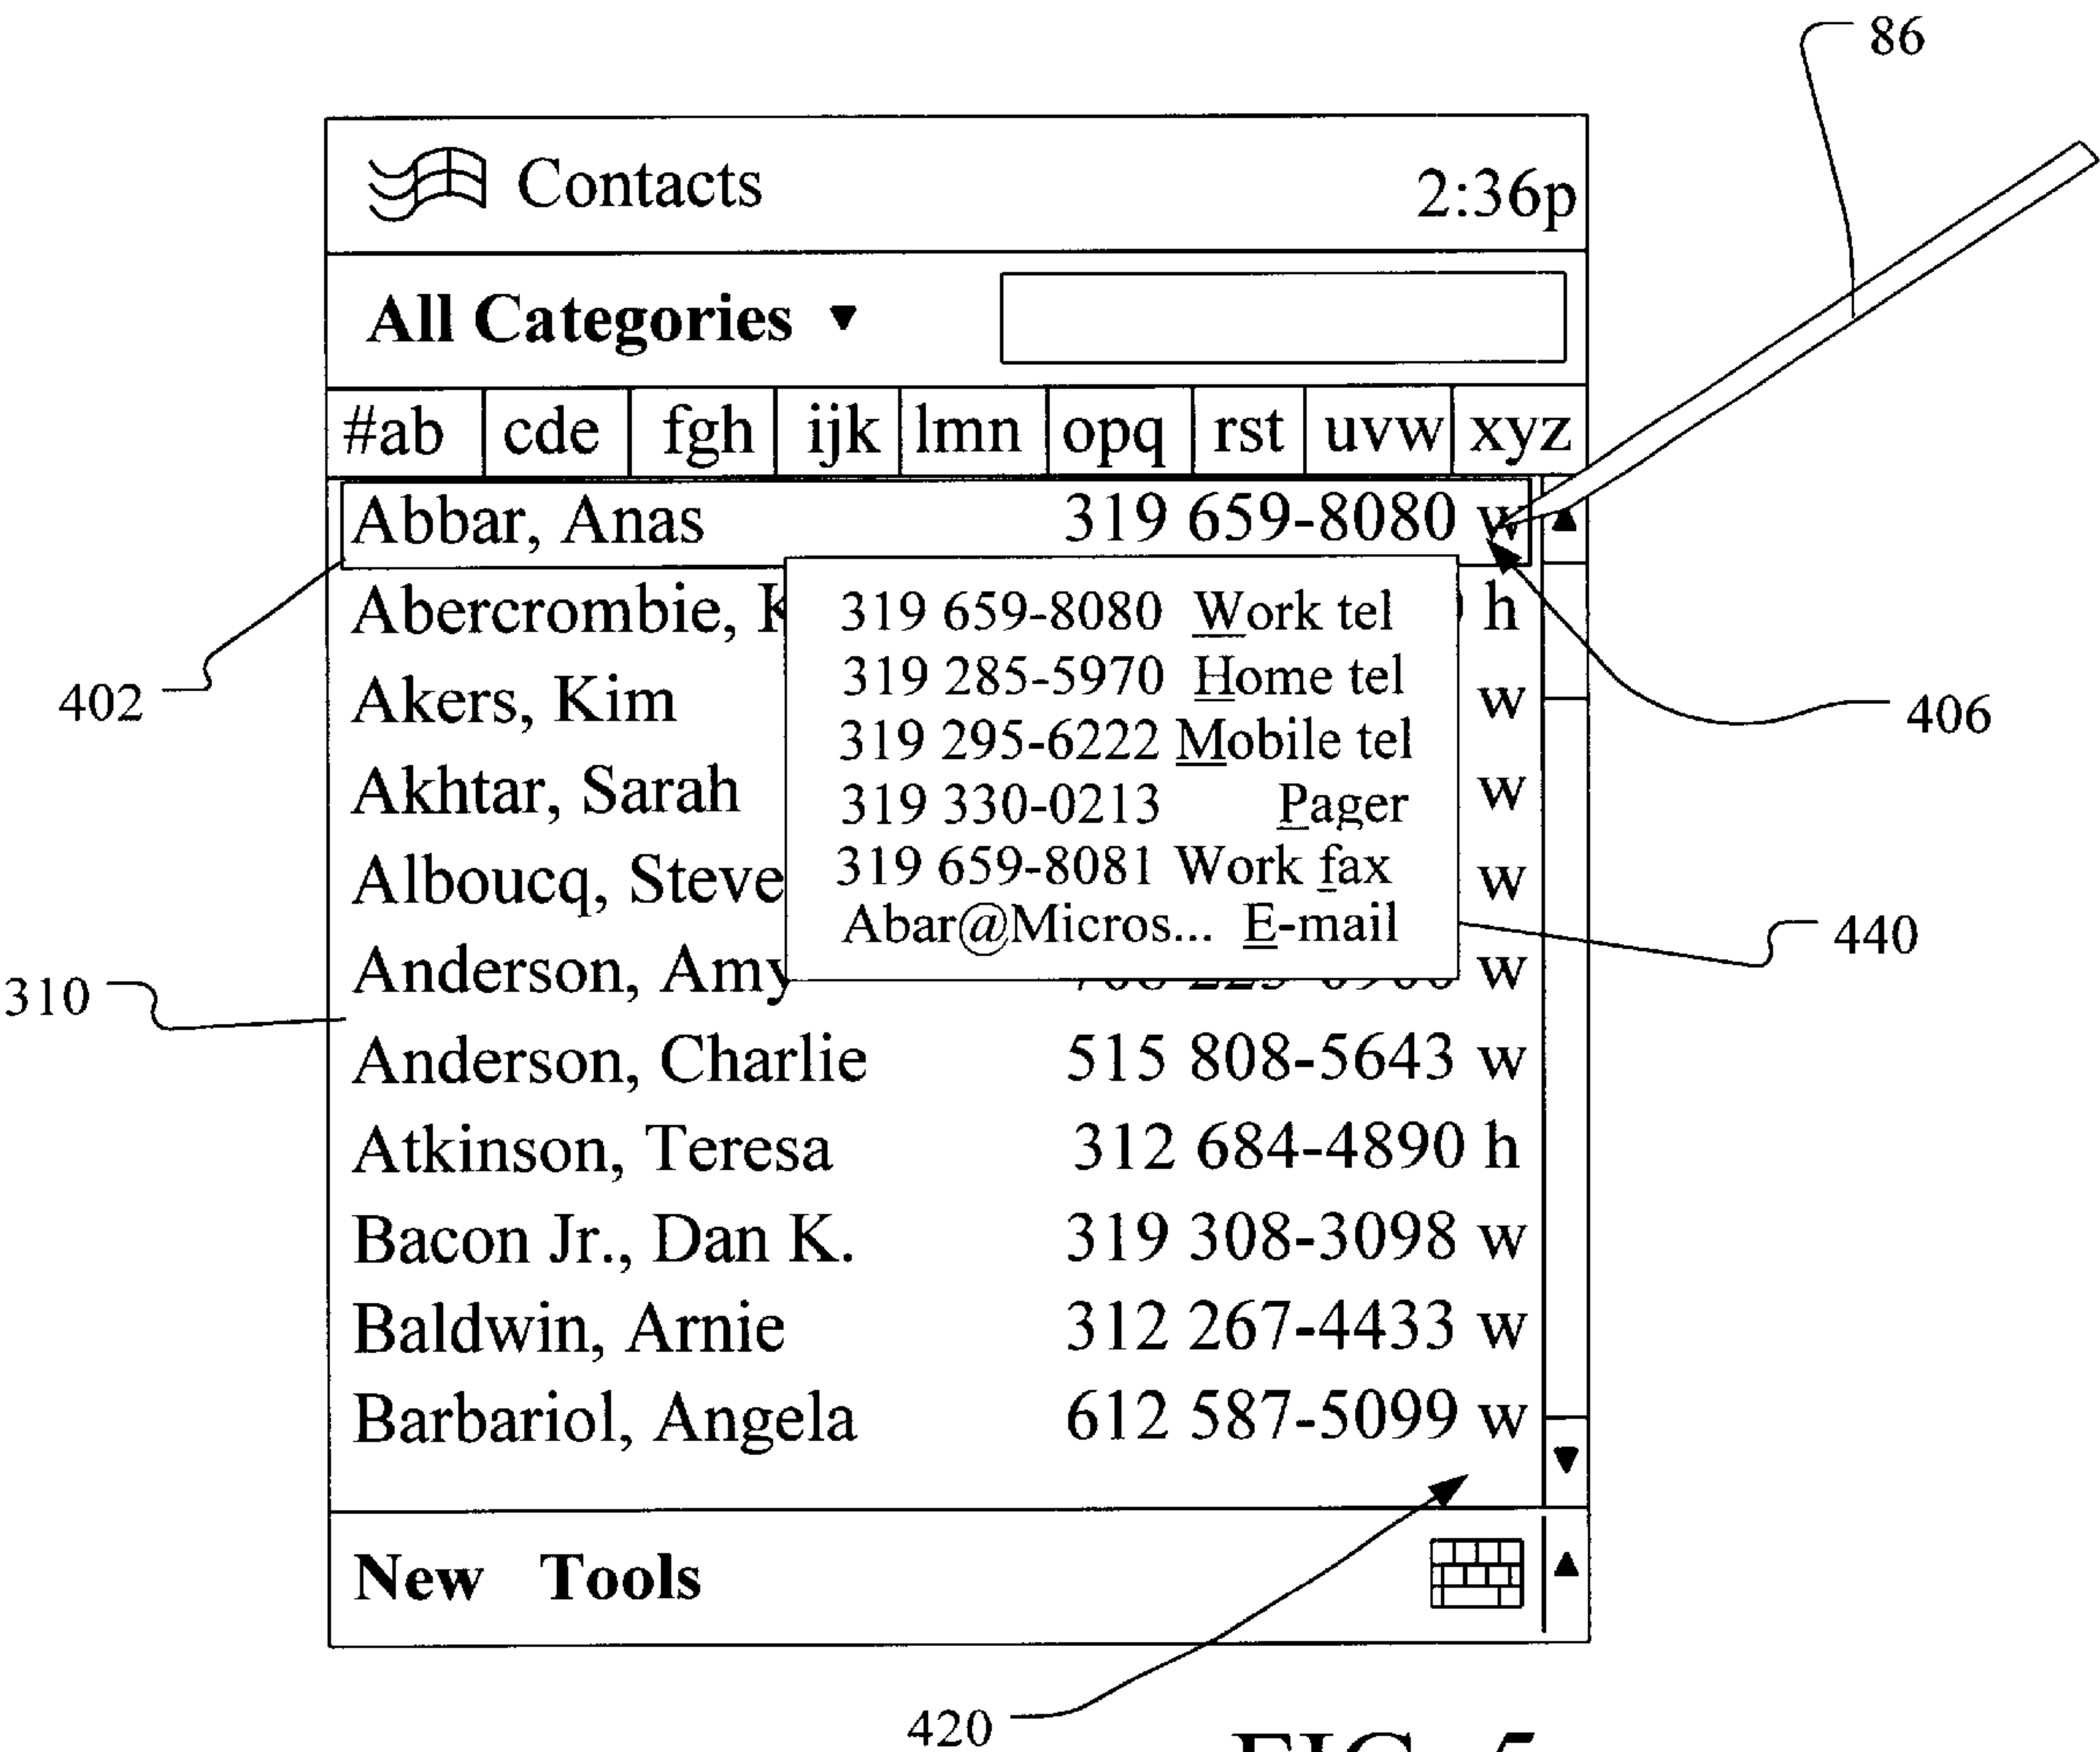 86
Contacts 2:36p
All Categories ▼
#ab cde fgh ijk lmn opq rst uvw xyz
Abbar, Anas 319 659-8080 w
Abercrombie, K h
319 659-8080 Work tel
Akers, Kim w
319 285-5970 Home tel
402
406
319 295-6222 Mobile tel
Akhtar, Sarah w
319 330-0213 Pager
Alboucq, Steve w
319 659-8081 Work fax
Abar@Micros... E-mail
440
Anderson, Amy w
310
Anderson, Charlie 515 808-5643 w
Atkinson, Teresa 312 684-4890 h
Bacon Jr., Dan K. 319 308-3098 w
Baldwin, Arnie 312 267-4433 w
Barbariol, Angela 612 587-5099 w
New Tools
420
FIG. 5